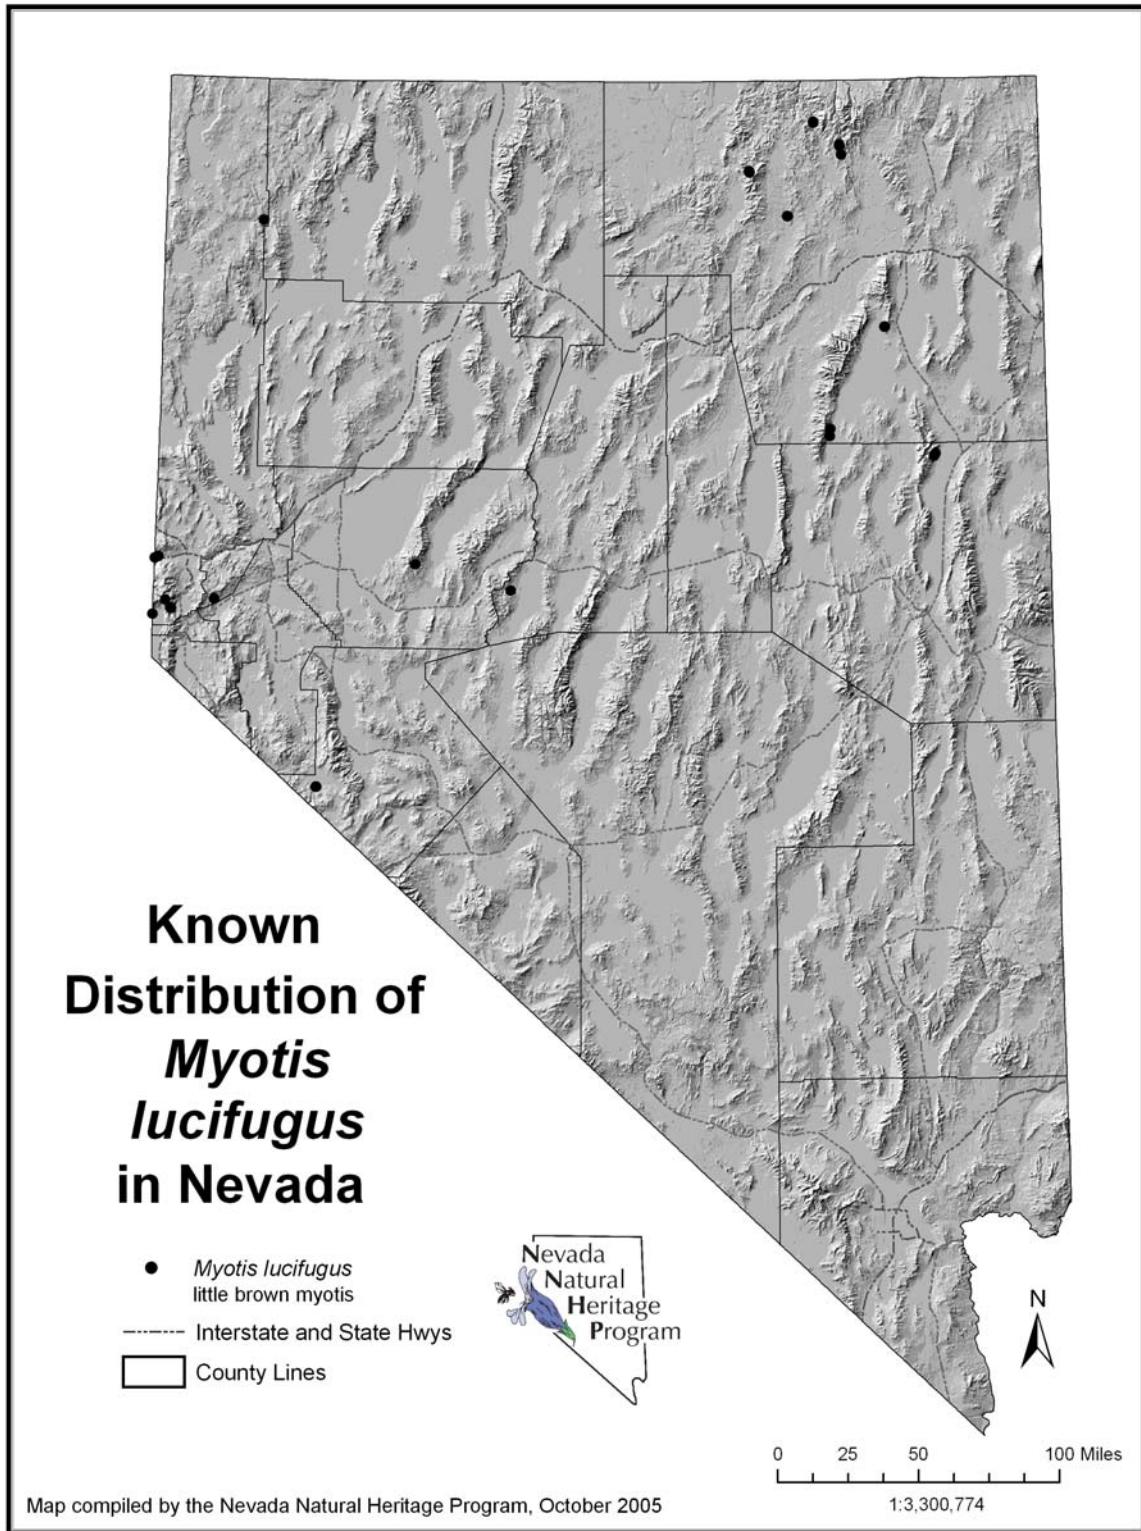 Known
Distribution of
Myotis
lucifugus
in Nevada
Myotis lucifugus
little brown myotis
Interstate and State Hwys
County Lines
Nevada
Natural
Heritage
Program
N
0 25 50 100 Miles
1:3,300,774
Map compiled by the Nevada Natural Heritage Program, October 2005